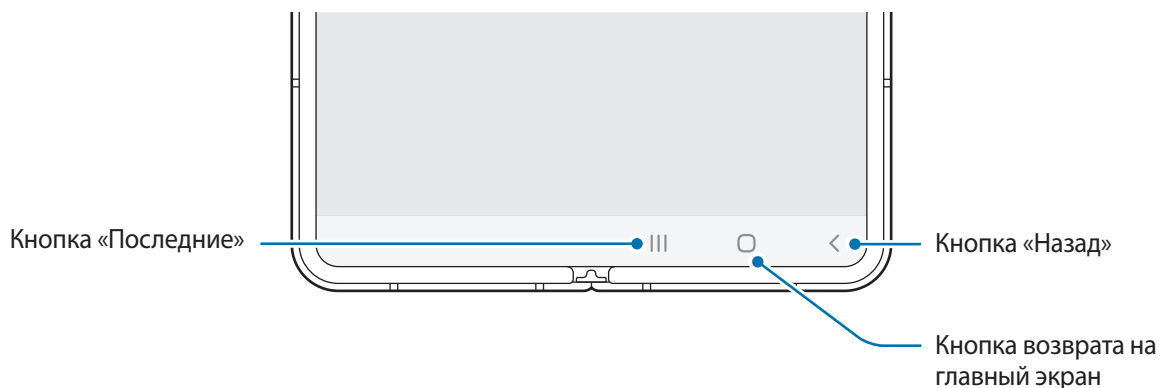 Кнопка «Последние»
Кнопка «Назад»
Кнопка возврата на
главный экран